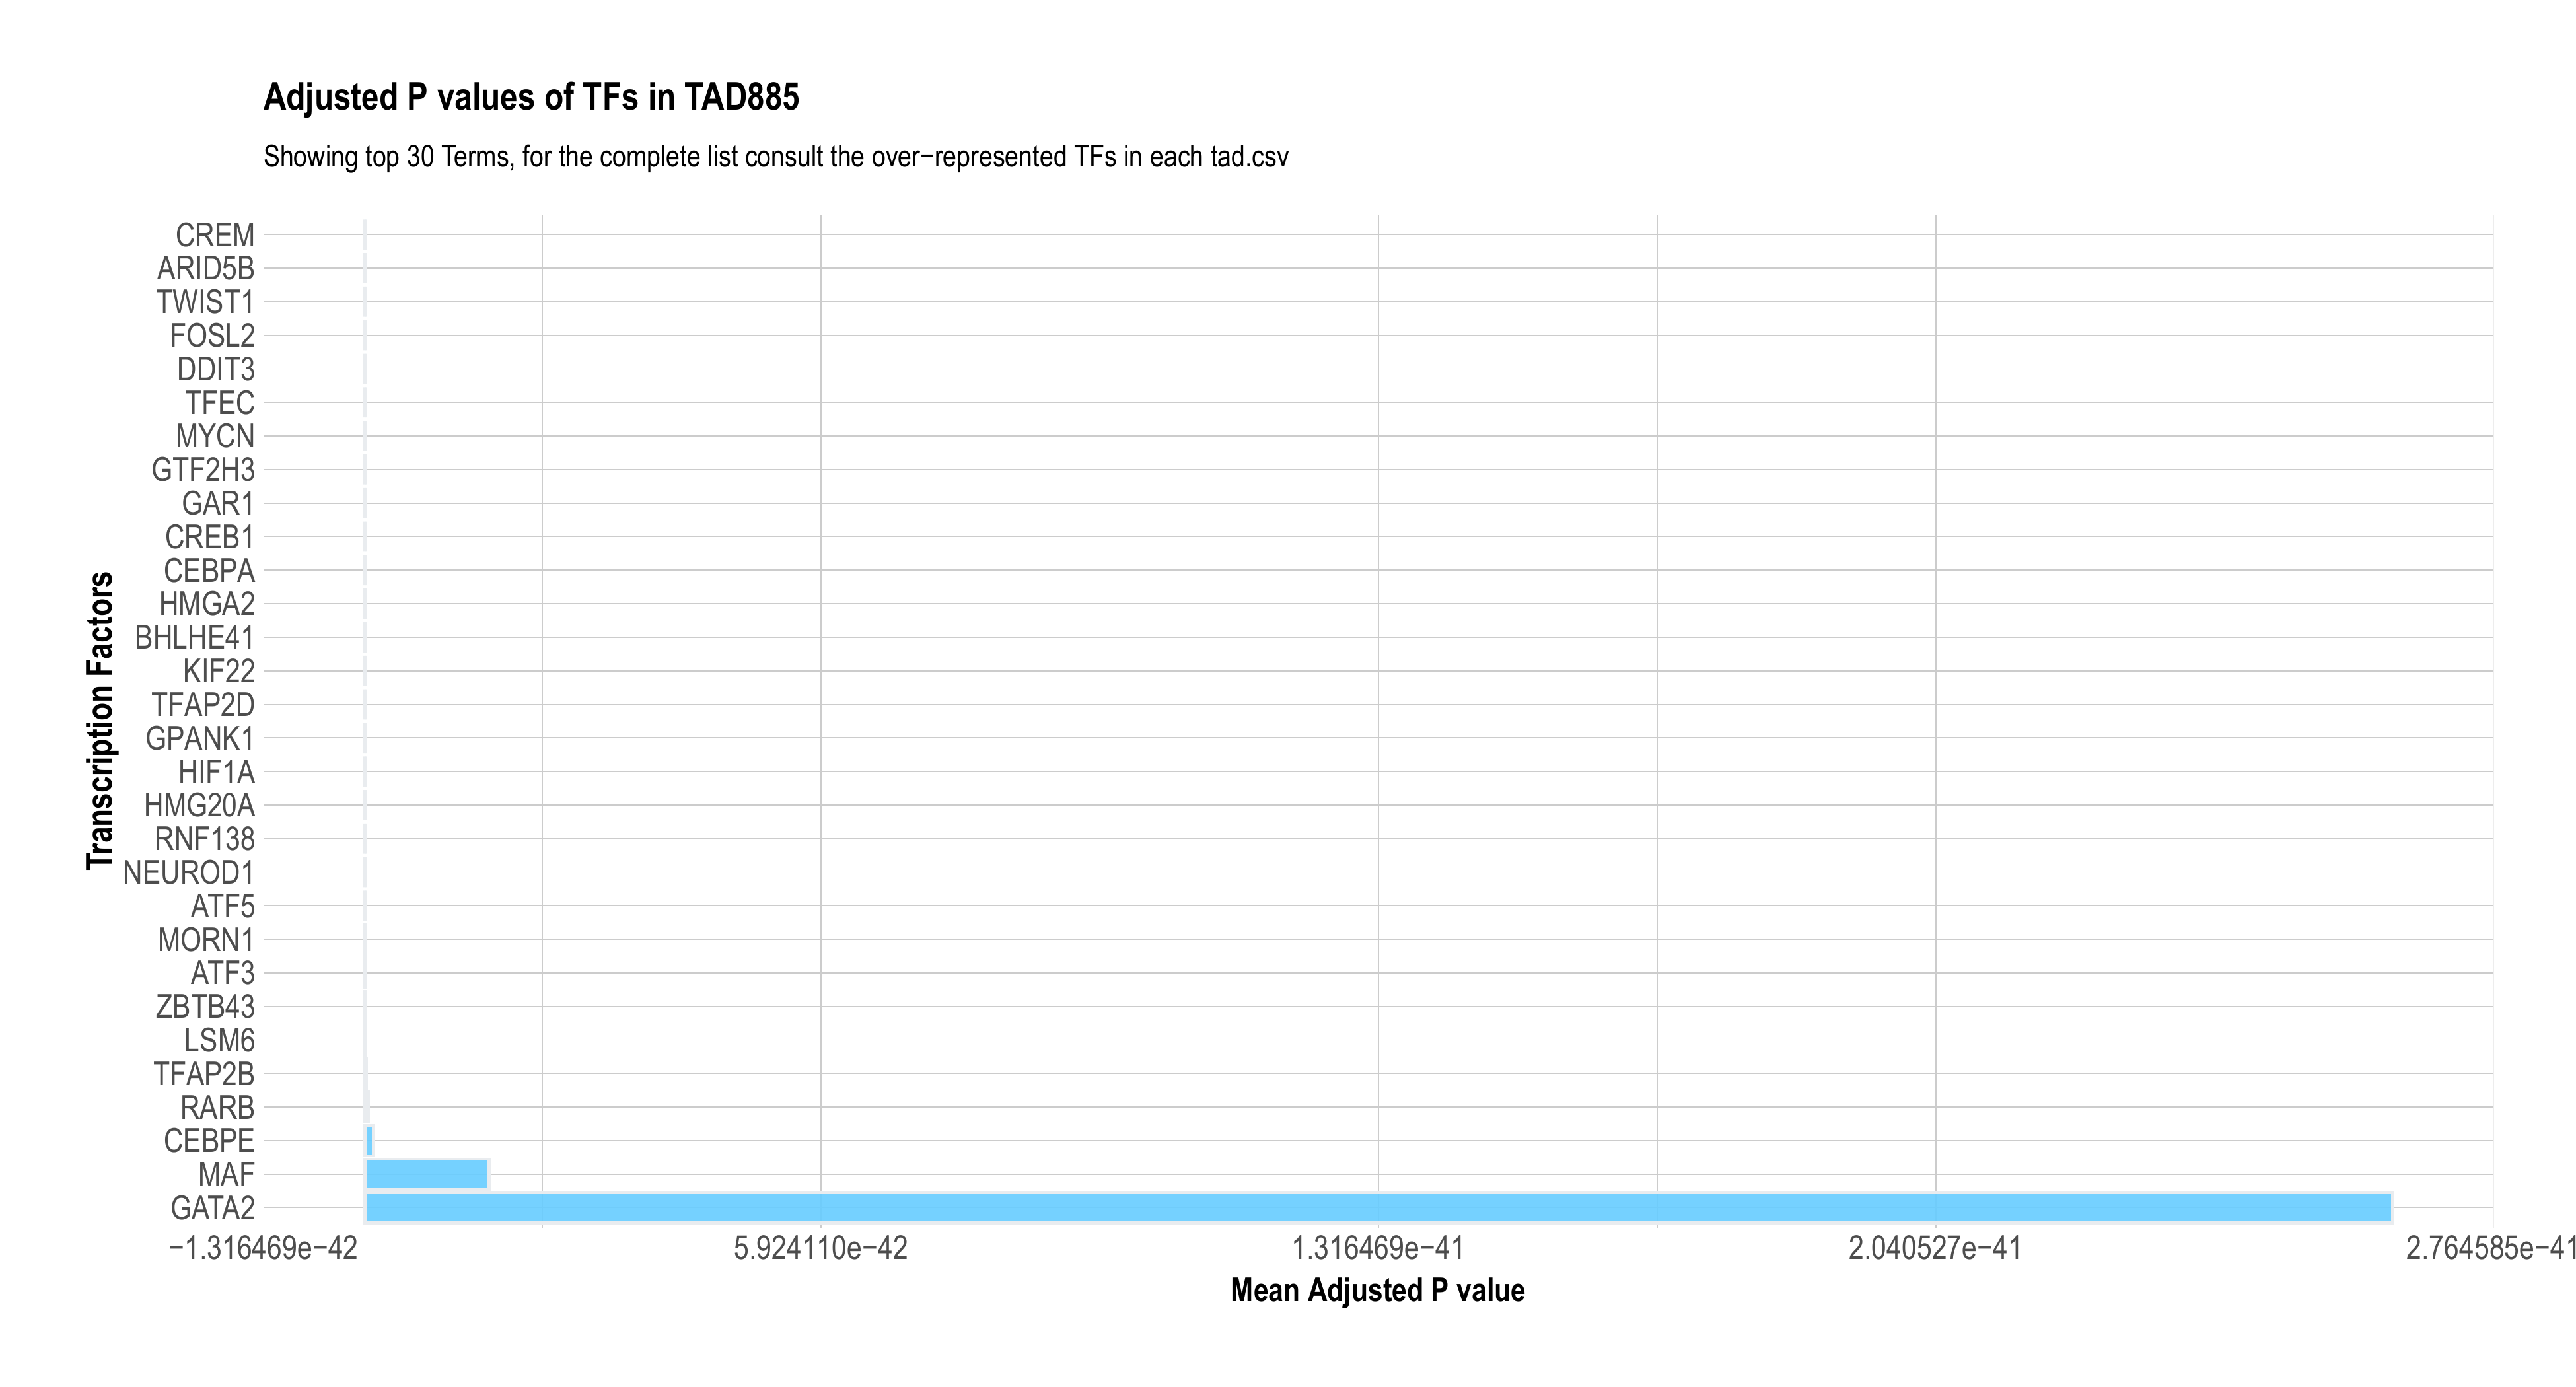 Adjusted P values of TFs in TAD885
Showing top 30 Terms, for the complete list consult the over−represented TFs in each tad.csv
Transcription Factors
CREM
ARID5B
TWIST1
FOSL2
DDIT3
TFEC
MYCN
GTF2H3
GAR1
CREB1
CEBPA
HMGA2
BHLHE41
KIF22
TFAP2D
GPANK1
HIF1A
HMG20A
RNF138
NEUROD1
ATF5
MORN1
ATF3
ZBTB43
LSM6
TFAP2B
RARB
CEBPE
MAF
GATA2
−1.316469e−42 5.924110e−42 1.316469e−41 2.040527e−41 2.764585e−41
Mean Adjusted P value